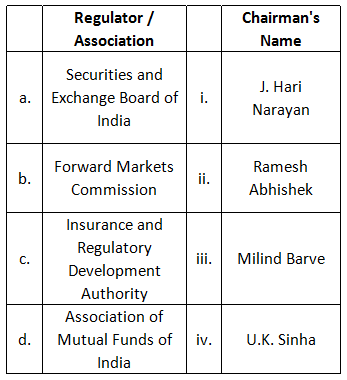 Regulator /
Association
Chairman's
Name
a.
Securities and
Exchange Board of
India
i.
J. Hari
Narayan
b.
Forward Markets
Commission
ii.
Ramesh
Abhishek
c.
Insurance and
Regulatory
Development
Authority
iii.
Milind Barve
d.
Association of
Mutual Funds of
India
iv.
U.K. Sinha